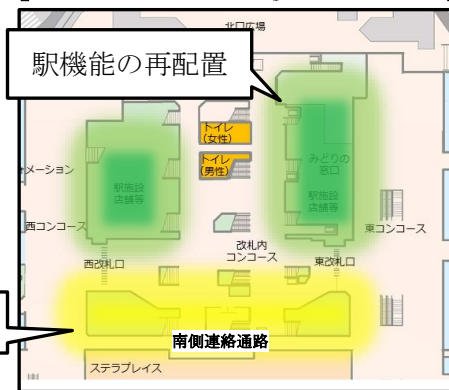 北口広場
駅機能の再配置
トイレ
(女性)
トイレ
(男性)
みどりの
窓口
メーション
駅施設
店舗等
駅施設
店舗等
西コンコース
東コンコース
改札内
コンコース
西改札口
東改札口
南側連絡通路
ステラプレイス